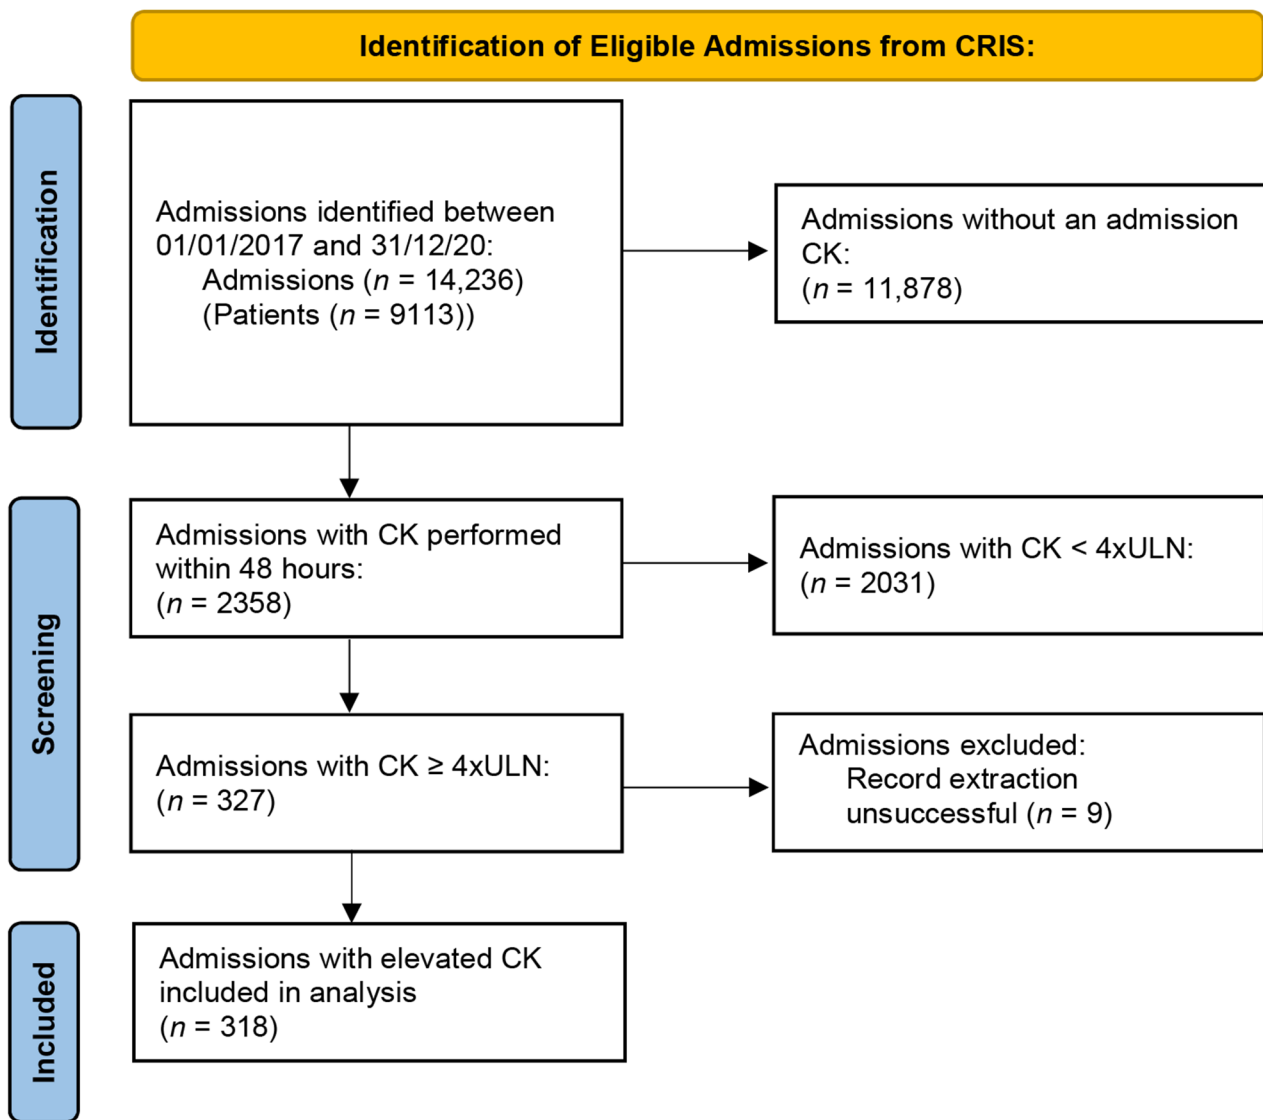 Identification of Eligible Admissions from CRIS:
Identification
Admissions identified between
01/01/2017 and 31/12/20:
Admissions (n = 14,236)
(Patients (n = 9113))
Admissions without an admission
CK:
(n = 11,878)
Screening
Admissions with CK performed
within 48 hours:
(n = 2358)
Admissions with CK < 4xULN:
(n = 2031)
Admissions with CK ≥ 4xULN:
(n = 327)
Admissions excluded:
Record extraction
unsuccessful (n = 9)
Included
Admissions with elevated CK
included in analysis
(n = 318)